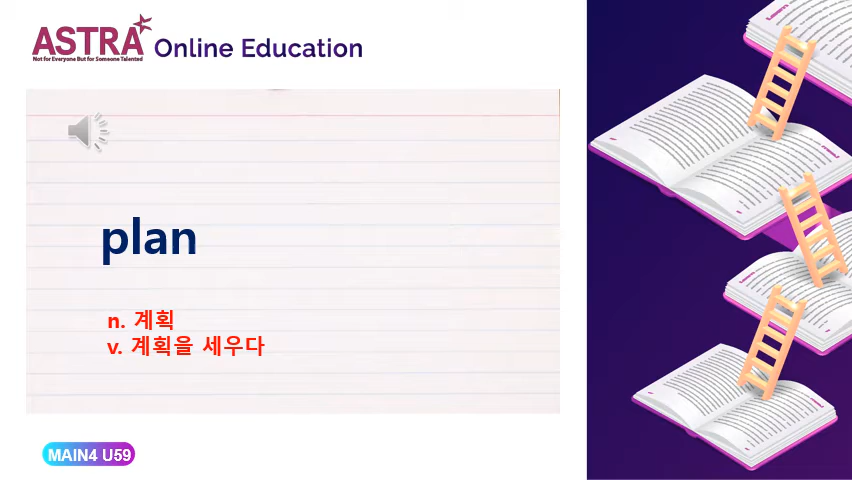 ASTRA
Not for Everyone But for Someone Talented
Online Education
plan
n. 계획
v. 계획을 세우다
MAIN4 U59